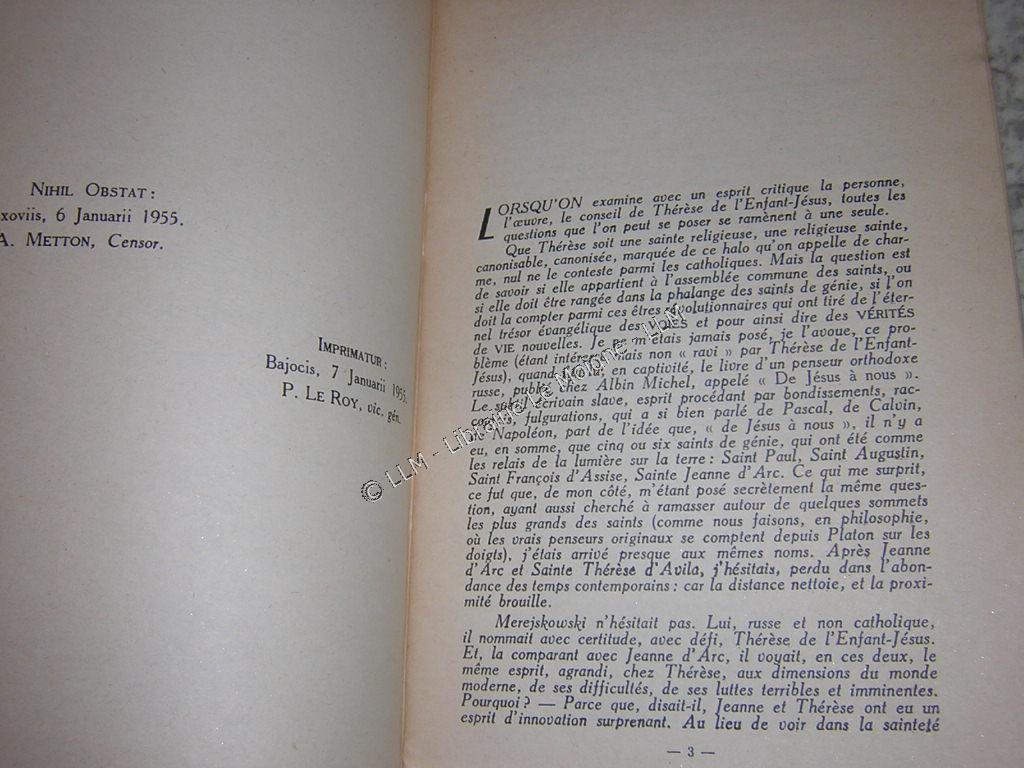 NIHIL OBSTAT :
xoviis, 6 Januarii 1955.
A. METTON, Censor.
IMPRIMATUR :
Bajocis, 7 Januarii 1955.
P. LE ROY, vic. gén.
LORSQU'ON examine avec un esprit critique la personne,
l'œuvre, le conseil de Thérèse de l'Enfant-Jésus, toutes les
questions que l'on peut se poser se ramènent à une seule.
Que Thérèse soit une sainte religieuse, une religieuse sainte,
canonisable, canonisée, marquée de ce halo qu'on appelle de char-
me, nul ne le conteste parmi les catholiques. Mais la question est
de savoir si elle appartient à l'assemblée commune des saints, ou
si elle doit être rangée dans la phalange des saints de génie, si l'on
doit la compter parmi ces êtres révolutionnaires qui ont tiré de l'éter-
nel trésor évangélique des VOIES et pour ainsi dire des VÉRITÉS
de VIE nouvelles. Je ne m'étais jamais posé, je l'avoue, ce pro-
blème (étant intéressé mais non « ravi » par Thérèse de l'Enfant-
Jésus), quand je lus, en captivité, le livre d'un penseur orthodoxe
russe, publié chez Albin Michel, appelé « De Jésus à nous ».
Le subtil écrivain slave, esprit procédant par bondissements, rac-
courcis, fulgurations, qui a si bien parlé de Pascal, de Calvin,
de Napoléon, part de l'idée que, « de Jésus à nous », il n'y a
eu, en somme, que cinq ou six saints de génie, qui ont été comme
les relais de la lumière sur la terre : Saint Paul, Saint Augustin,
Saint François d'Assise, Sainte Jeanne d'Arc. Ce qui me surprit,
ce fut que, de mon côté, m'étant posé secrètement la même ques-
tion, ayant aussi cherché à ramasser autour de quelques sommets
les plus grands des saints (comme nous faisons, en philosophie,
où les vrais penseurs originaux se comptent depuis Platon sur les
doigts), j'étais arrivé presque aux mêmes noms. Après Jeanne
d'Arc et Sainte Thérèse d'Avila, j'hésitais, perdu dans l'abon-
dance des temps contemporains : car la distance nettoie, et la proxi-
mité brouille.
Merejskowski n'hésitait pas. Lui, russe et non catholique,
il nommait avec certitude, avec défi, Thérèse de l'Enfant-Jésus.
Et, la comparant avec Jeanne d'Arc, il voyait, en ces deux, le
même esprit, agrandi, chez Thérèse, aux dimensions du monde
moderne, de ses difficultés, de ses luttes terribles et imminentes.
Pourquoi ? — Parce que, disait-il, Jeanne et Thérèse ont eu un
esprit d'innovation surprenant. Au lieu de voir dans la sainteté
— 3 —
© LLM - Librairie Le Moigne - LLM